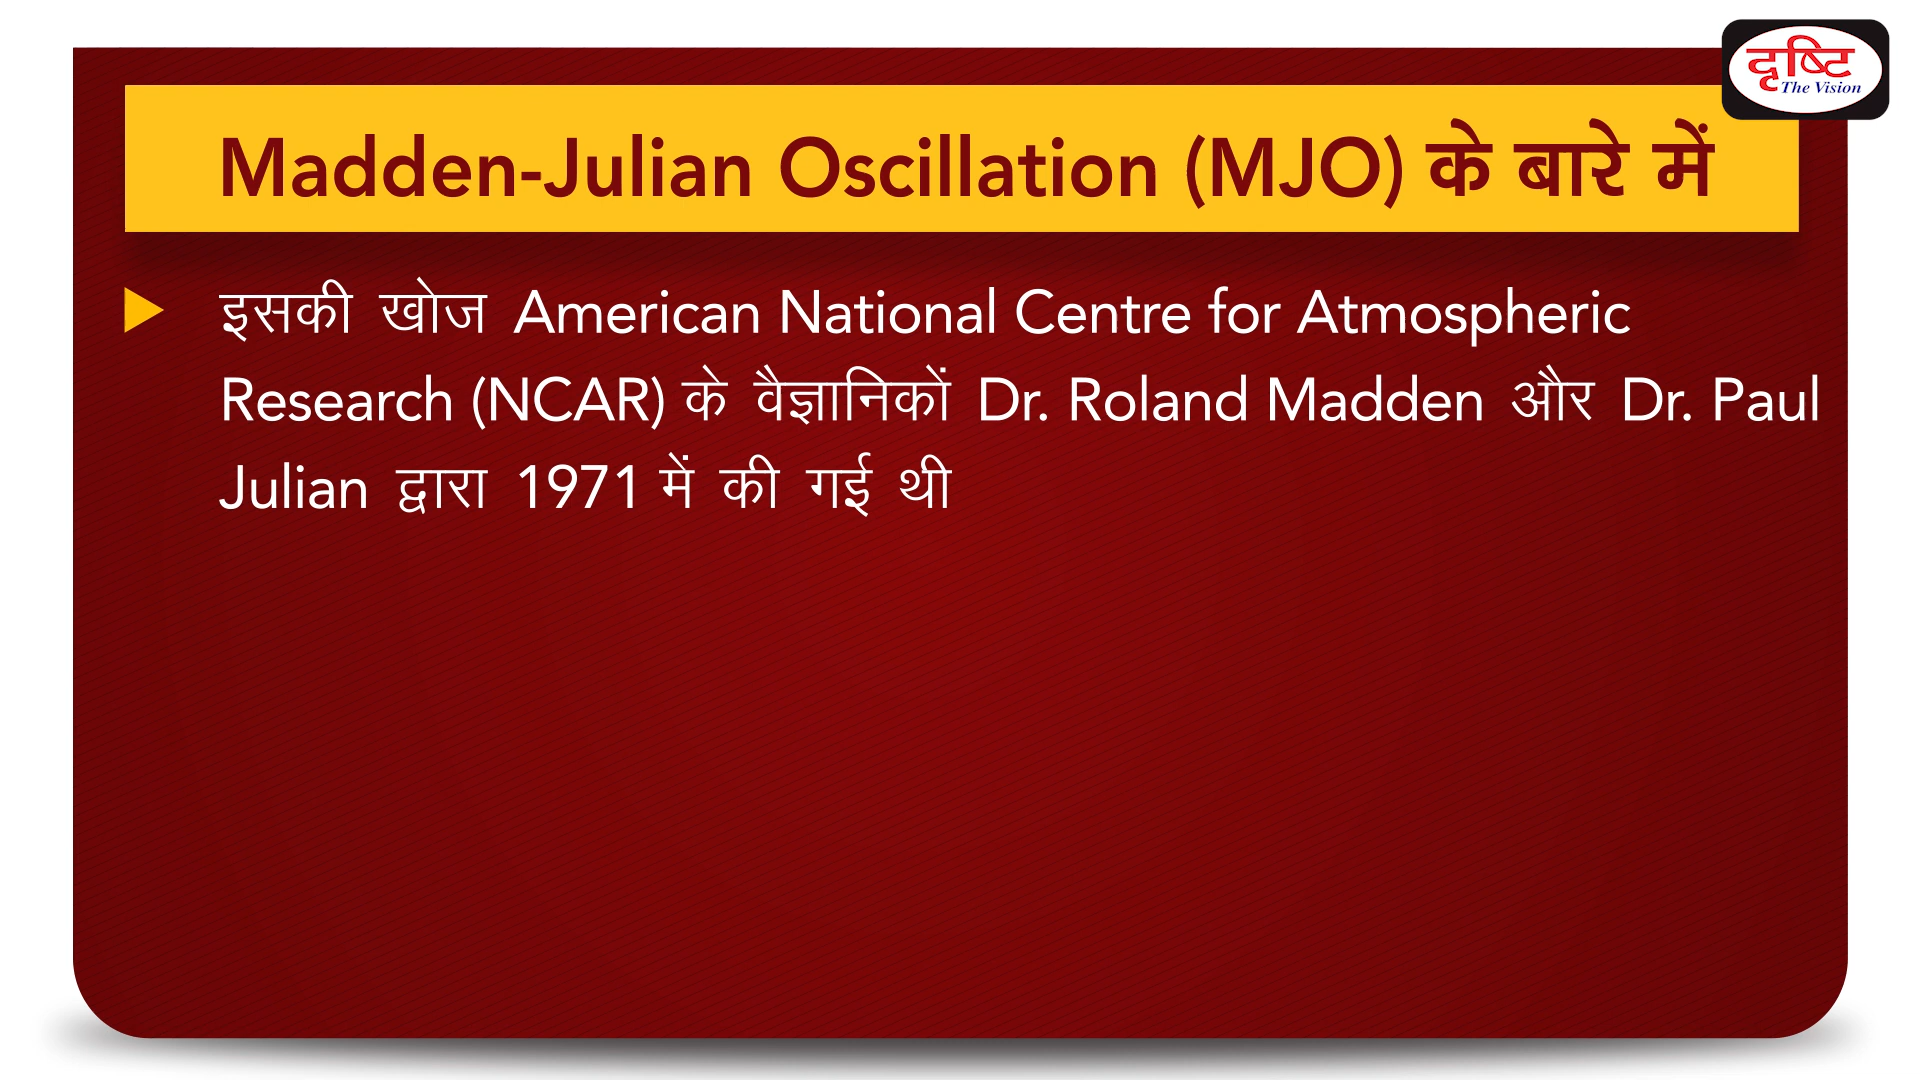 दृष्टि
The Vision
Madden-Julian Oscillation (MJO) के बारे में
इसकी खोज American National Centre for Atmospheric
Research (NCAR) के वैज्ञानिकों Dr. Roland Madden और Dr. Paul
Julian द्वारा 1971 में की गई थी